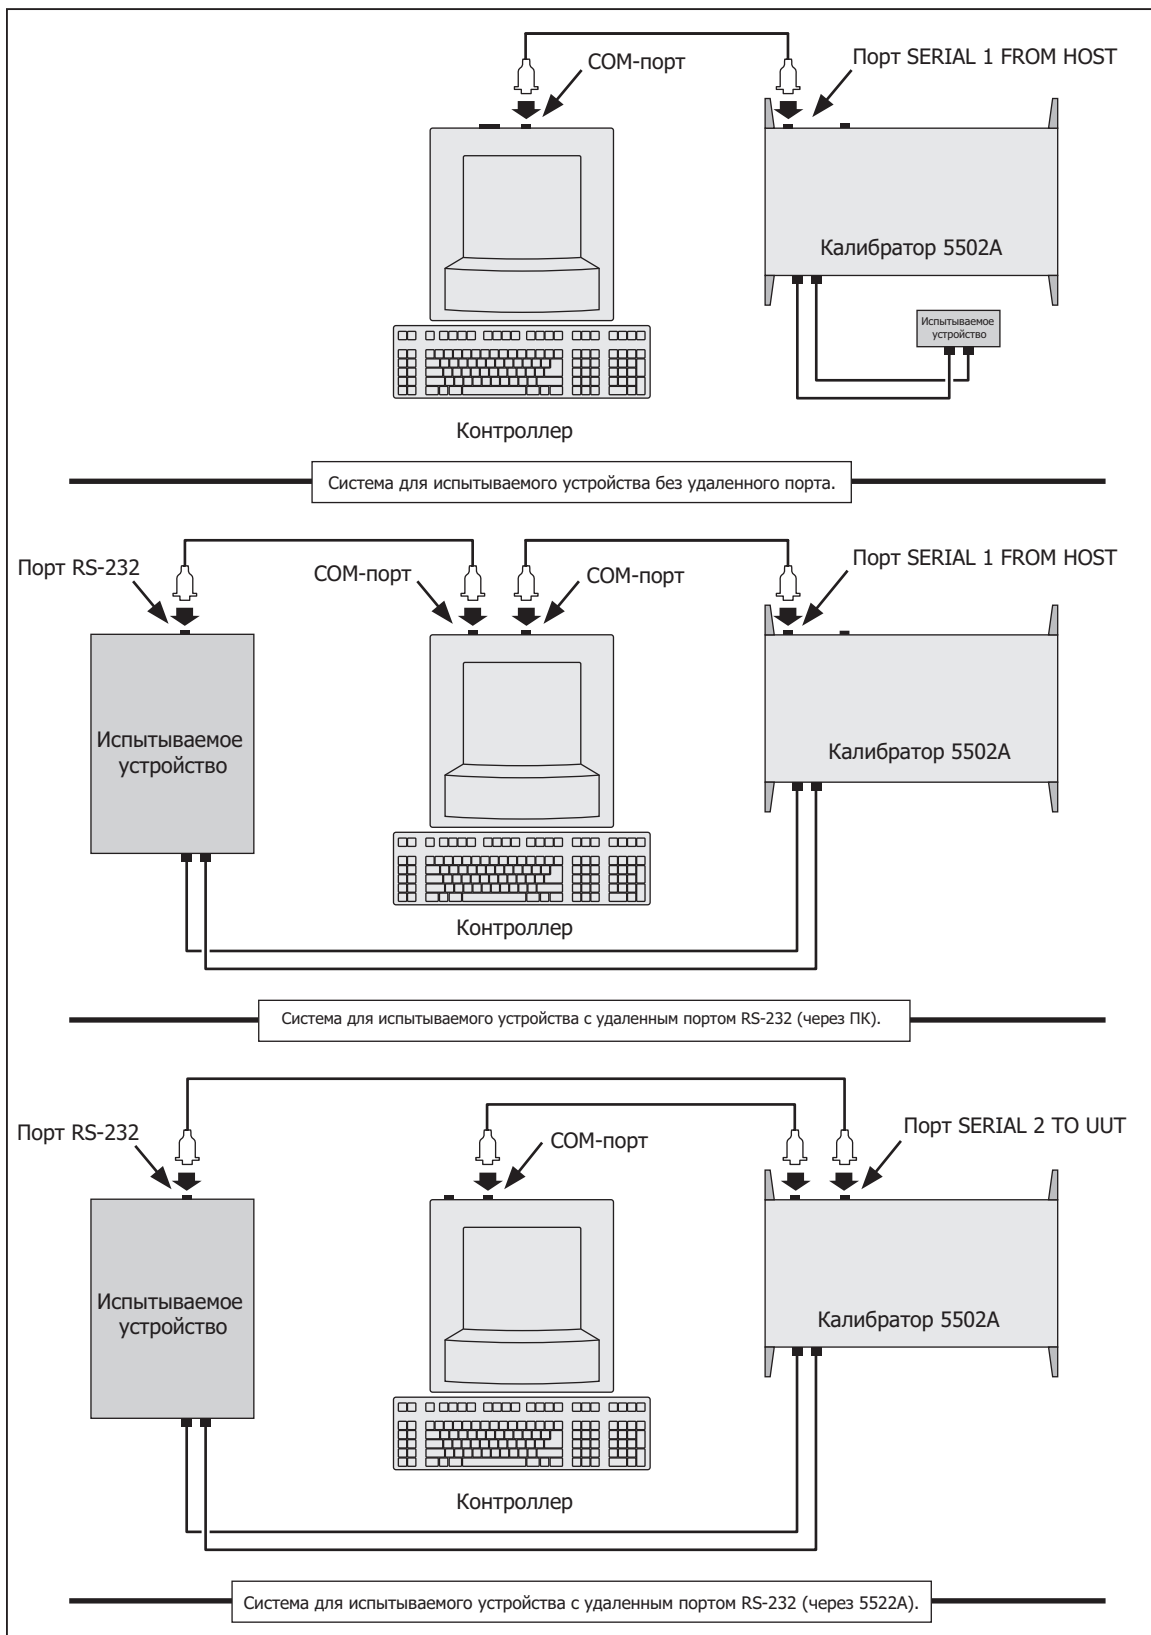 COM-порт
Порт SERIAL 1 FROM HOST
Калибратор 5502A
Испытываемое
устройство
Контроллер
Система для испытываемого устройства без удаленного порта.
Порт RS-232
COM-порт
COM-порт
Порт SERIAL 1 FROM HOST
Испытываемое
устройство
Калибратор 5502A
Контроллер
Система для испытываемого устройства с удаленным портом RS-232 (через ПК).
Порт RS-232
COM-порт
Порт SERIAL 2 TO UUT
Испытываемое
устройство
Калибратор 5502A
Контроллер
Система для испытываемого устройства с удаленным портом RS-232 (через 5522A).